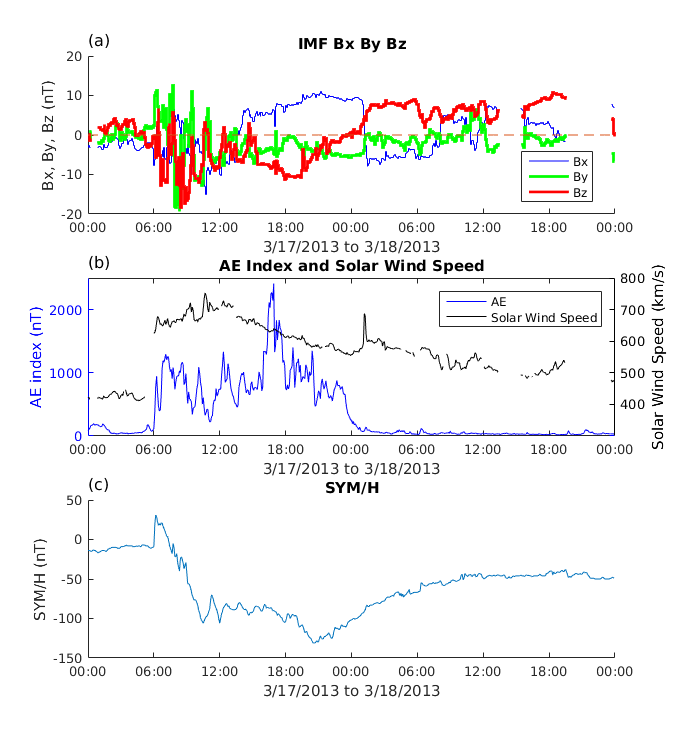 (a)
IMF Bx By Bz
Bx, By, Bz (nT)
20
10
0
-10
-20
Bx
By
Bz
00:00 06:00 12:00 18:00 00:00 06:00 12:00 18:00 00:00
3/17/2013 to 3/18/2013
(b)
AE Index and Solar Wind Speed
AE index (nT)
2000
1000
0
AE
Solar Wind Speed
800
700
600
500
400
Solar Wind Speed (km/s)
00:00 06:00 12:00 18:00 00:00 06:00 12:00 18:00 00:00
3/17/2013 to 3/18/2013
(c)
SYM/H
SYM/H (nT)
50
0
-50
-100
-150
00:00 06:00 12:00 18:00 00:00 06:00 12:00 18:00 00:00
3/17/2013 to 3/18/2013